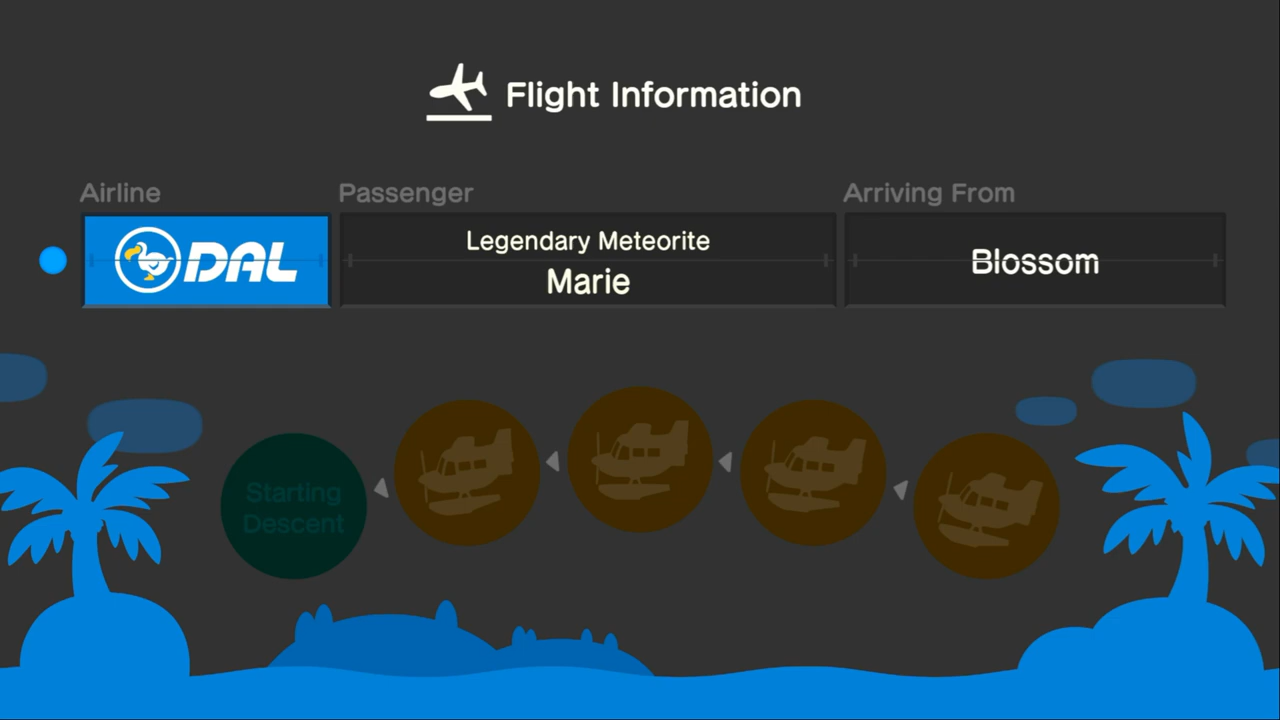 Flight Information
Airline
Passenger
Arriving From
DAL
Legendary Meteorite
Marie
Blossom
Starting
Descent